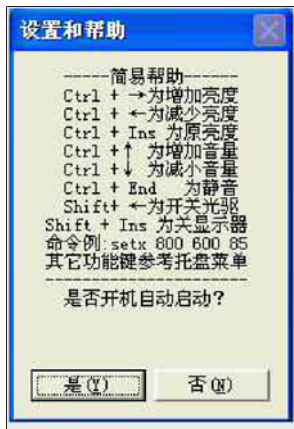 设置和帮助
-----简易帮助------
Ctrl + →为增加亮度
Ctrl + ←为减少亮度
Ctrl + Ins 为原亮度
Ctrl +↑ 为增加音量
Ctrl +↓ 为减小音量
Ctrl + End 为静音
Shift+ ←为开关光驱
Shift + Ins 为关显示器
命令例:setx 800 600 85
其它功能键参考托盘菜单
---------------------------
是否开机自动启动?
是(Y)
否(N)